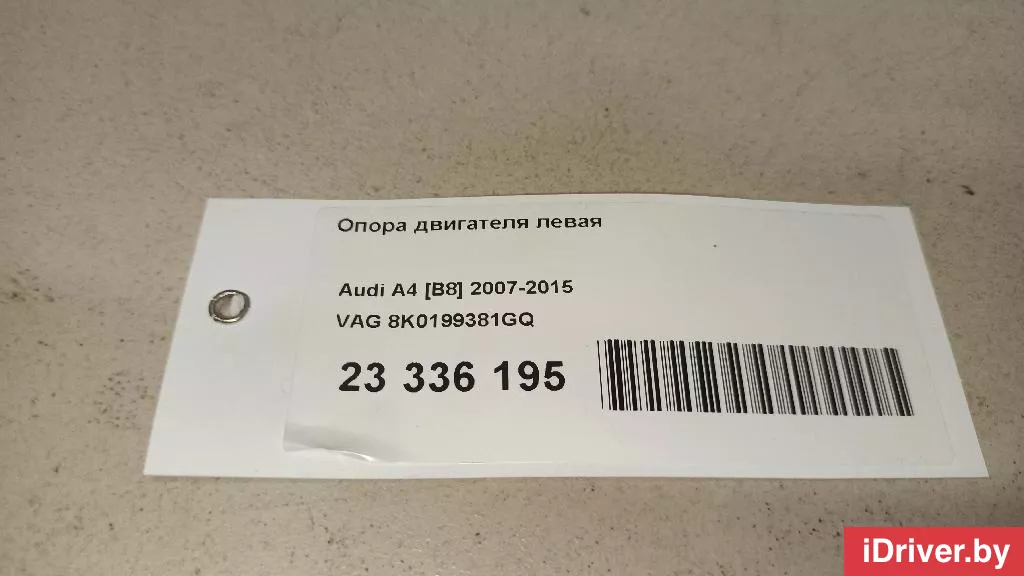 Опора двигателя левая
Audi A4 [B8] 2007-2015
VAG 8K0199381GQ
23 336 195
iDriver.by